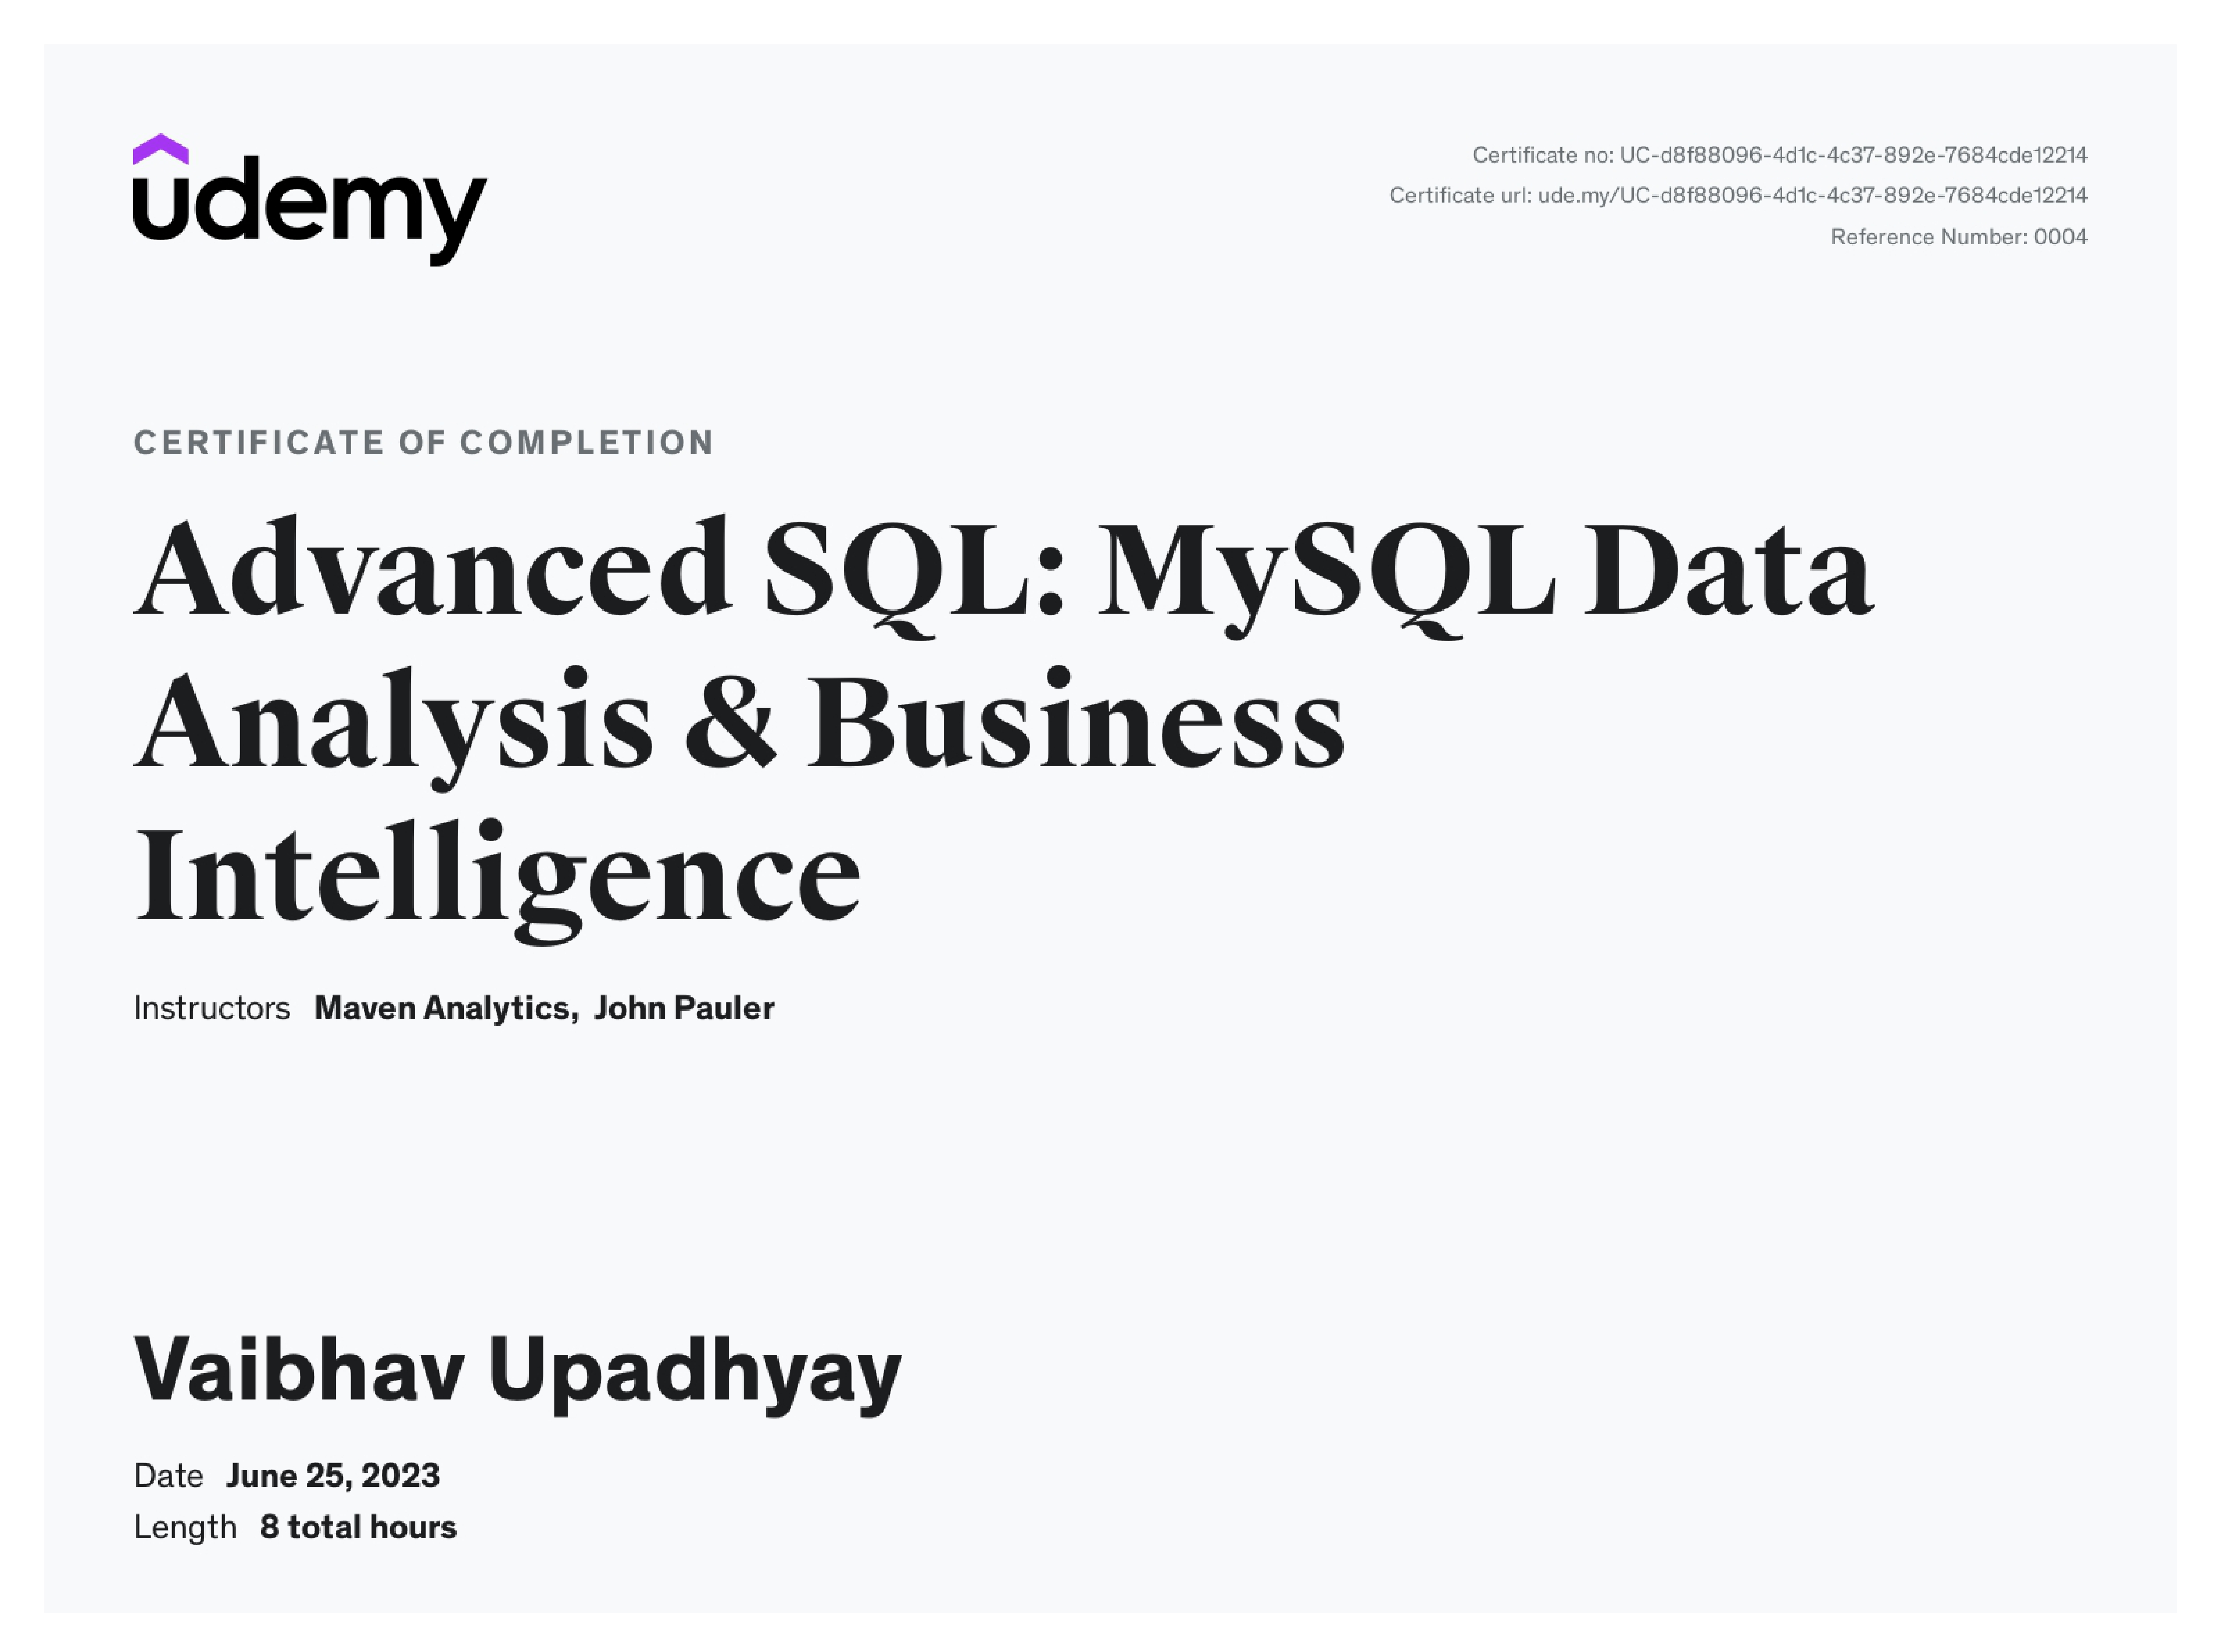 udemy
Certificate no: UC-d8f88096-4d1c-4c37-892e-7684cde12214
Certificate url: ude.my/UC-d8f88096-4d1c-4c37-892e-7684cde12214
Reference Number: 0004
CERTIFICATE OF COMPLETION
Advanced SQL: MySQL Data
Analysis & Business
Intelligence
Instructors Maven Analytics, John Pauler
Vaibhav Upadhyay
Date June 25, 2023
Length 8 total hours